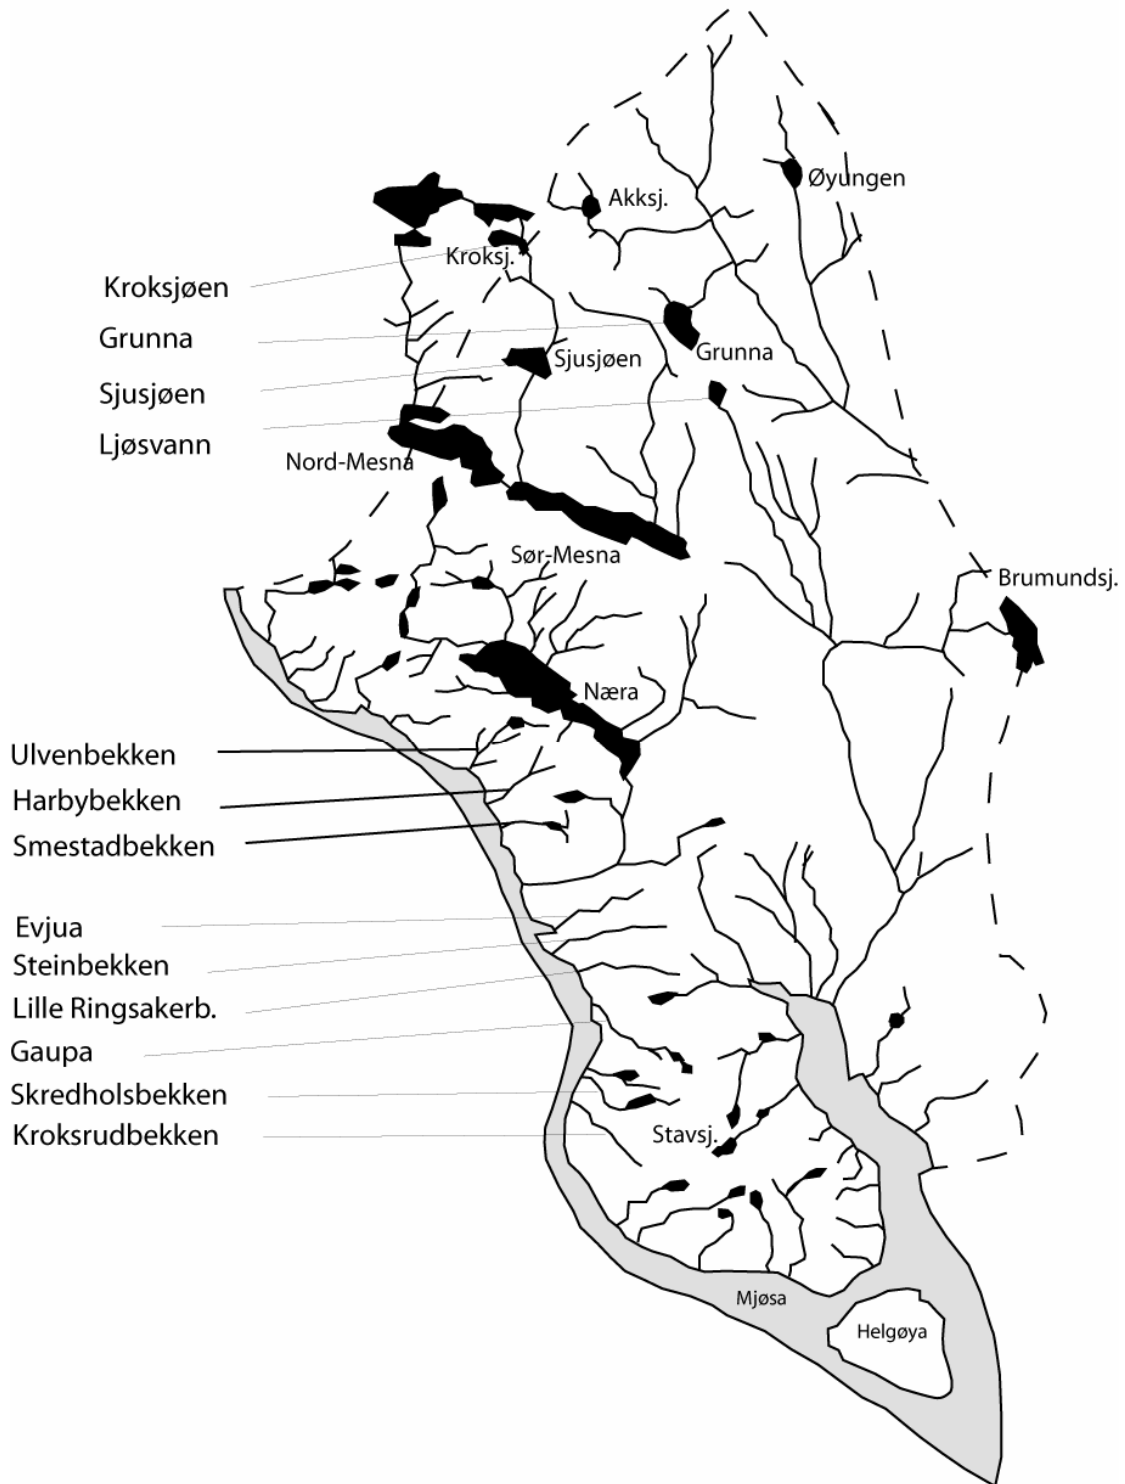 Øyungen
Akksj.
Kroksj.
Kroksjøen
Grunna
Grunna
Sjusjøen
Sjusjøen
Ljøsvann
Nord-Mesna
Sør-Mesna
Brumundsj.
Næra
Ulvenbekken
Harbybekken
Smestadbekken
Evjua
Steinbekken
Lille Ringsakerb.
Gaupa
Skredholsbekken
Kroksrudbekken
Stavsj.
Mjøsa
Helgøya